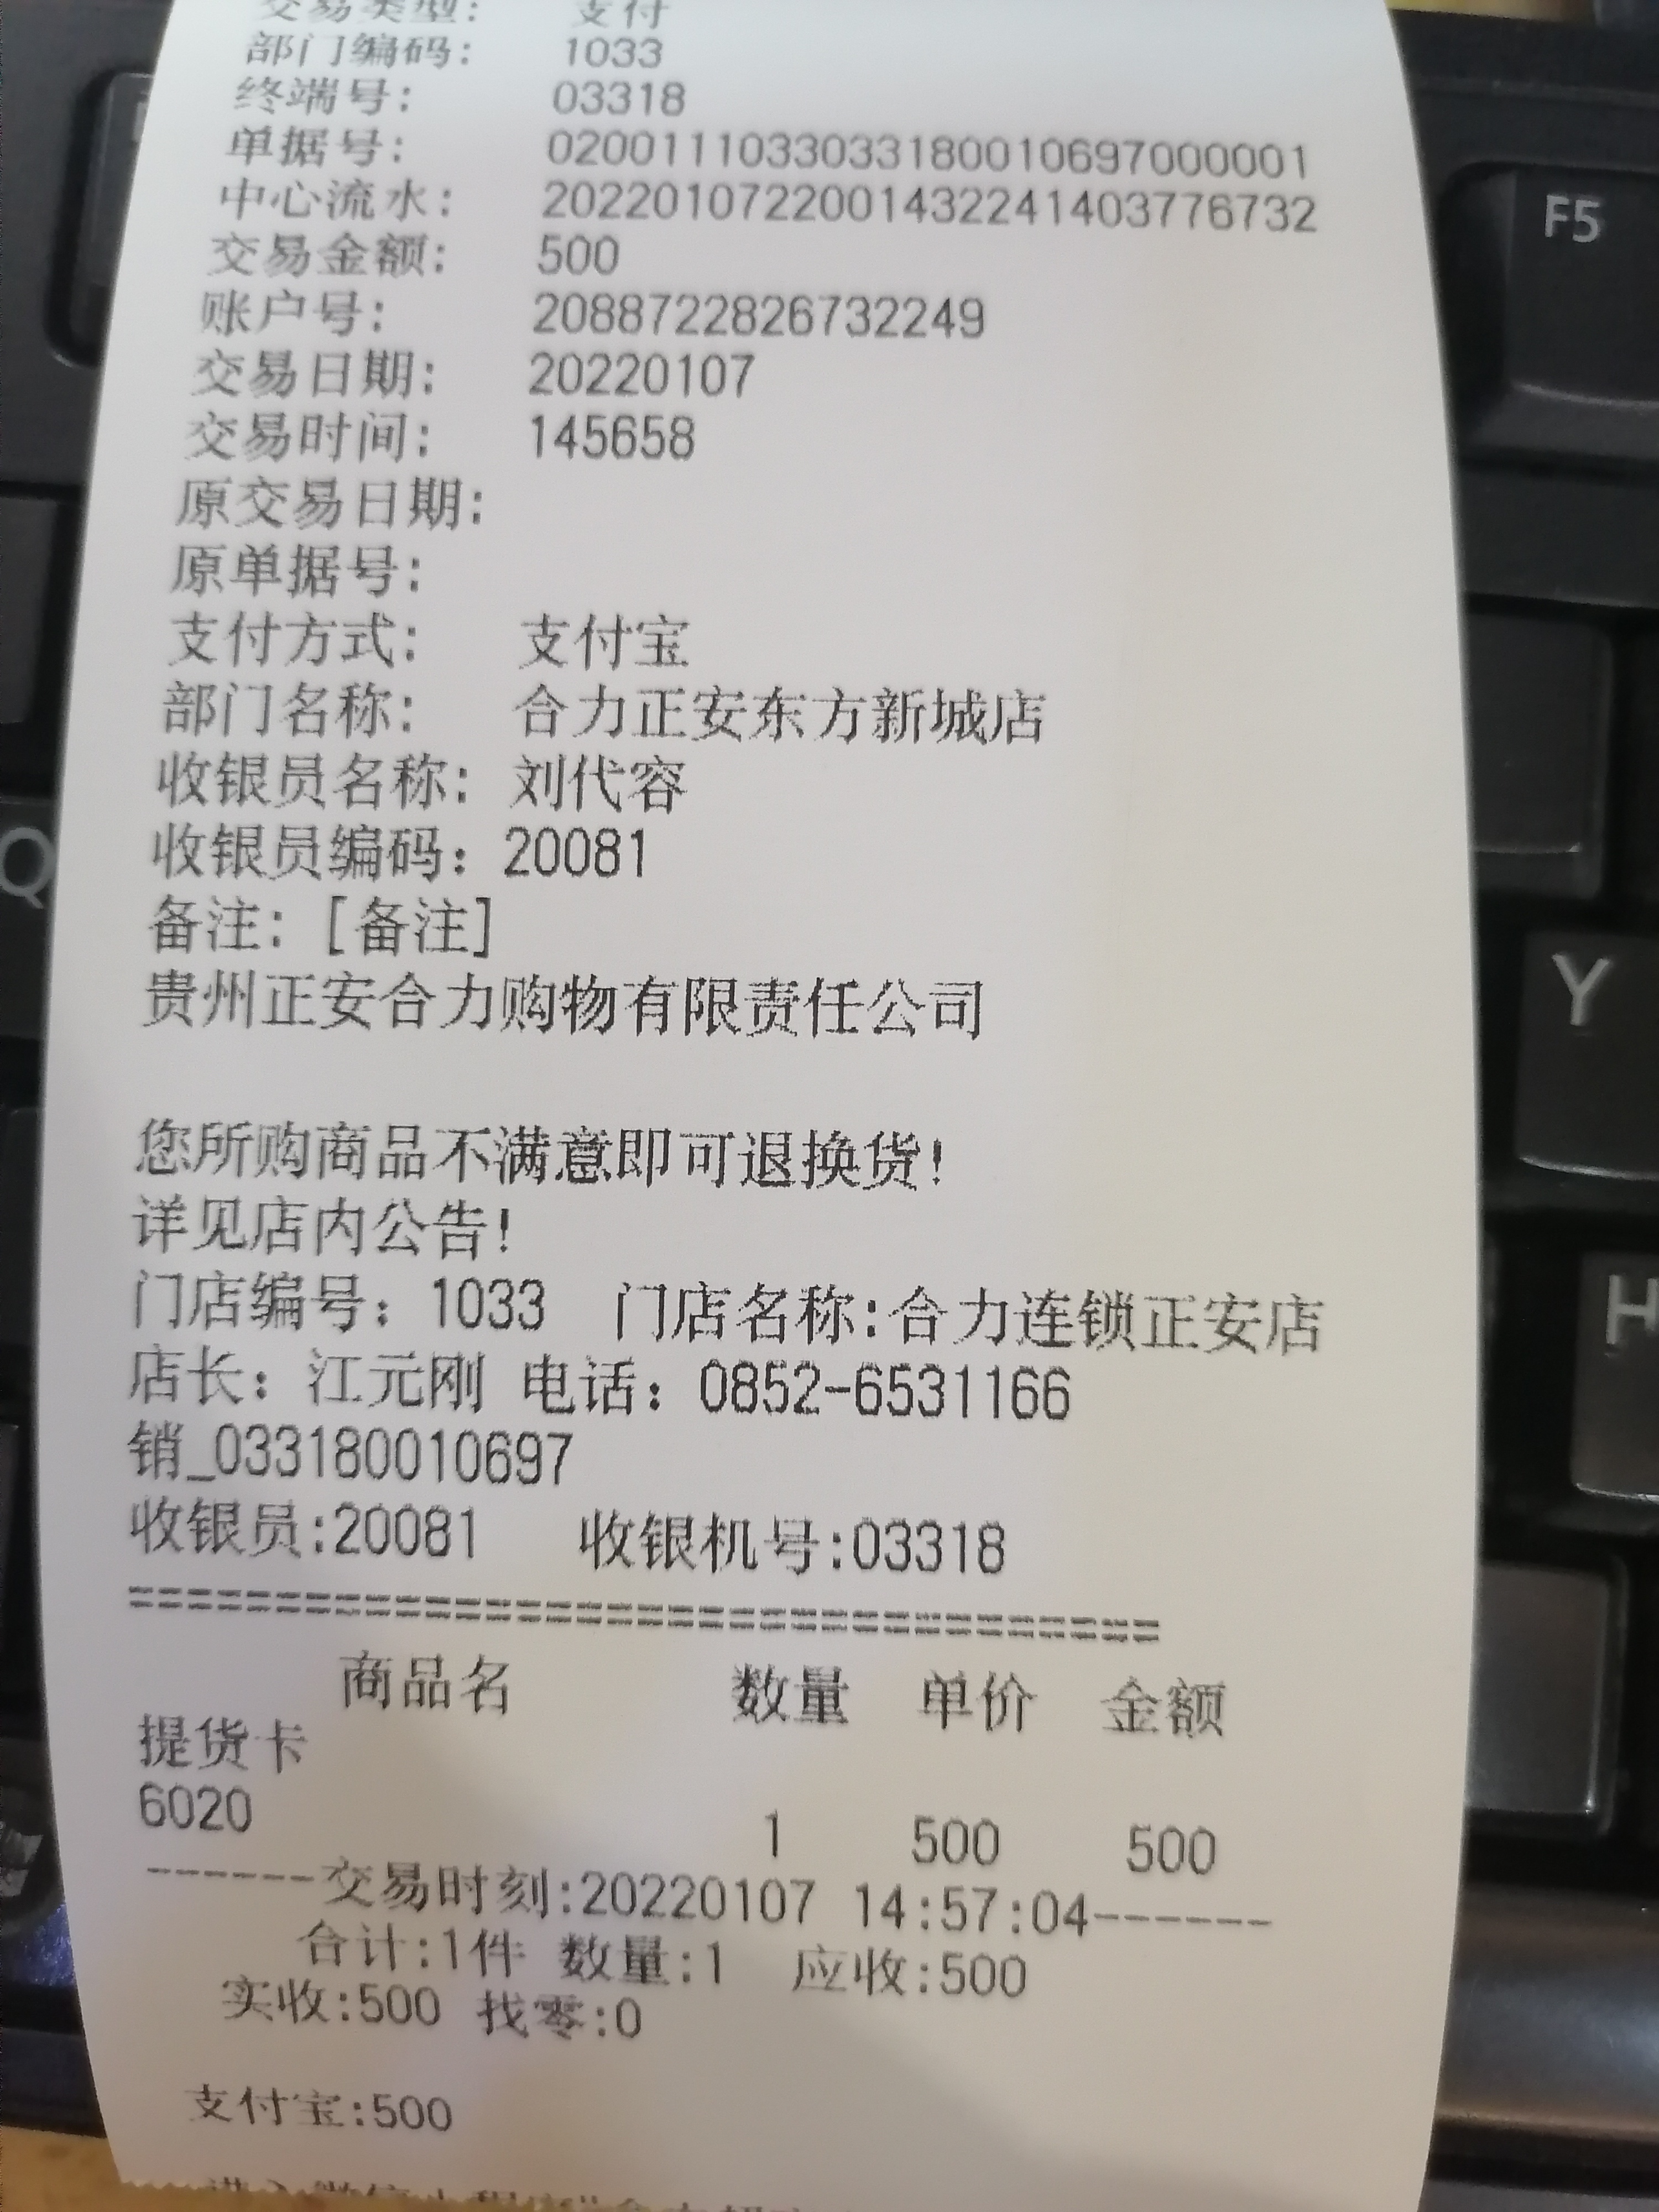 交易类型: 支付
部门编码: 1033
终端号: 03318
单据号: 0200111033033180010697000001
中心流水: 2022010722001432241403776732
交易金额: 500
账户号: 2088722826732249
交易日期: 20220107
交易时间: 145658
原交易日期:
原单据号:
支付方式: 支付宝
部门名称: 合力正安东方新城店
收银员名称: 刘代容
收银员编码: 20081
备注: [备注]
贵州正安合力购物有限责任公司
您所购商品不满意即可退换货!
详见店内公告!
门店编号: 1033 门店名称:合力连锁正安店
店长: 江元刚 电话: 0852-6531166
销_033180010697
收银员:20081 收银机号:03318
==================================
商品名 数量 单价 金额
提货卡
6020 1 500 500
------交易时刻:20220107 14:57:04------
合计:1件 数量:1 应收:500
实收:500 找零:0
支付宝:500